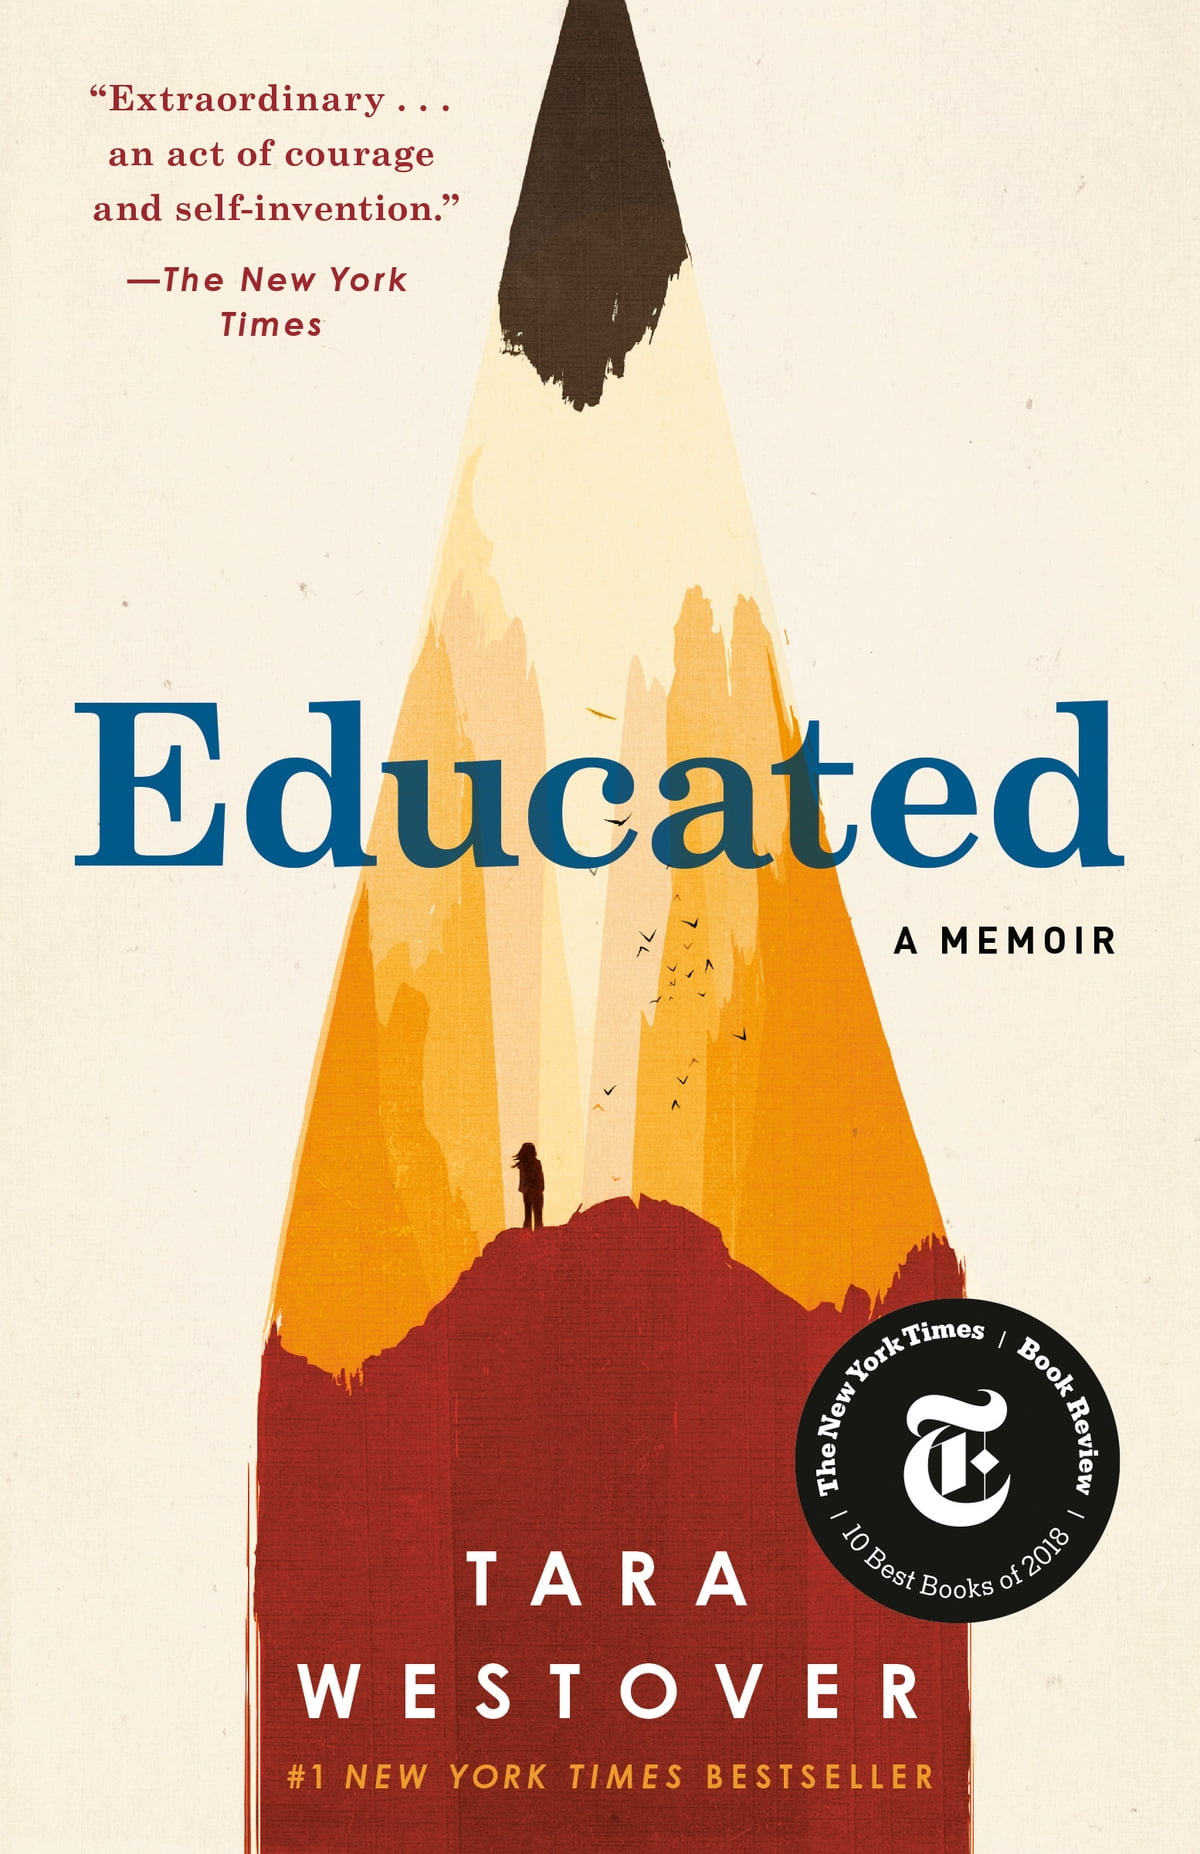 “Extraordinary . . .
an act of courage
and self-invention.”
—The New York
Times
Educated
A MEMOIR
The New York Times | Book Review
| 10 Best Books of 2018 |
T
TARA
WESTOVER
#1 NEW YORK TIMES BESTSELLER